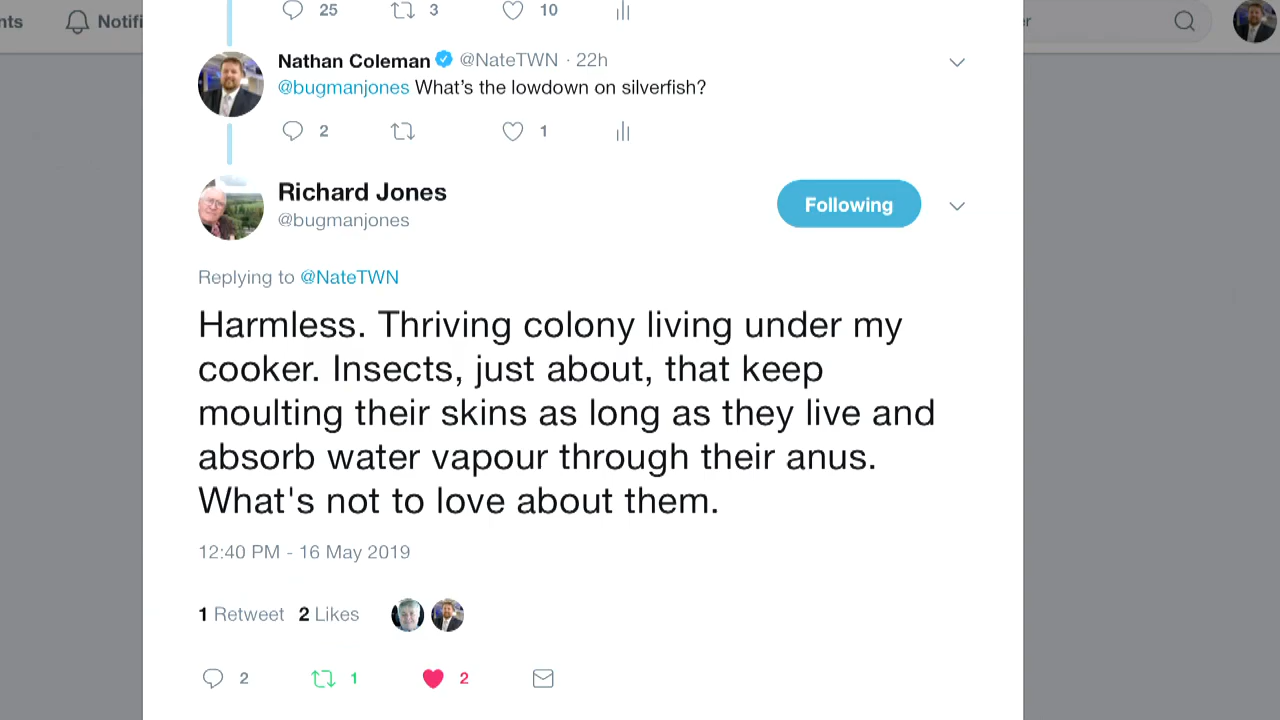 nts Notifi er
25 3 10
Nathan Coleman @NateTWN · 22h
@bugmanjones What's the lowdown on silverfish?
2 1
Richard Jones
@bugmanjones
Following
Replying to @NateTWN
Harmless. Thriving colony living under my
cooker. Insects, just about, that keep
moulting their skins as long as they live and
absorb water vapour through their anus.
What's not to love about them.
12:40 PM - 16 May 2019
1 Retweet 2 Likes
2 1 2